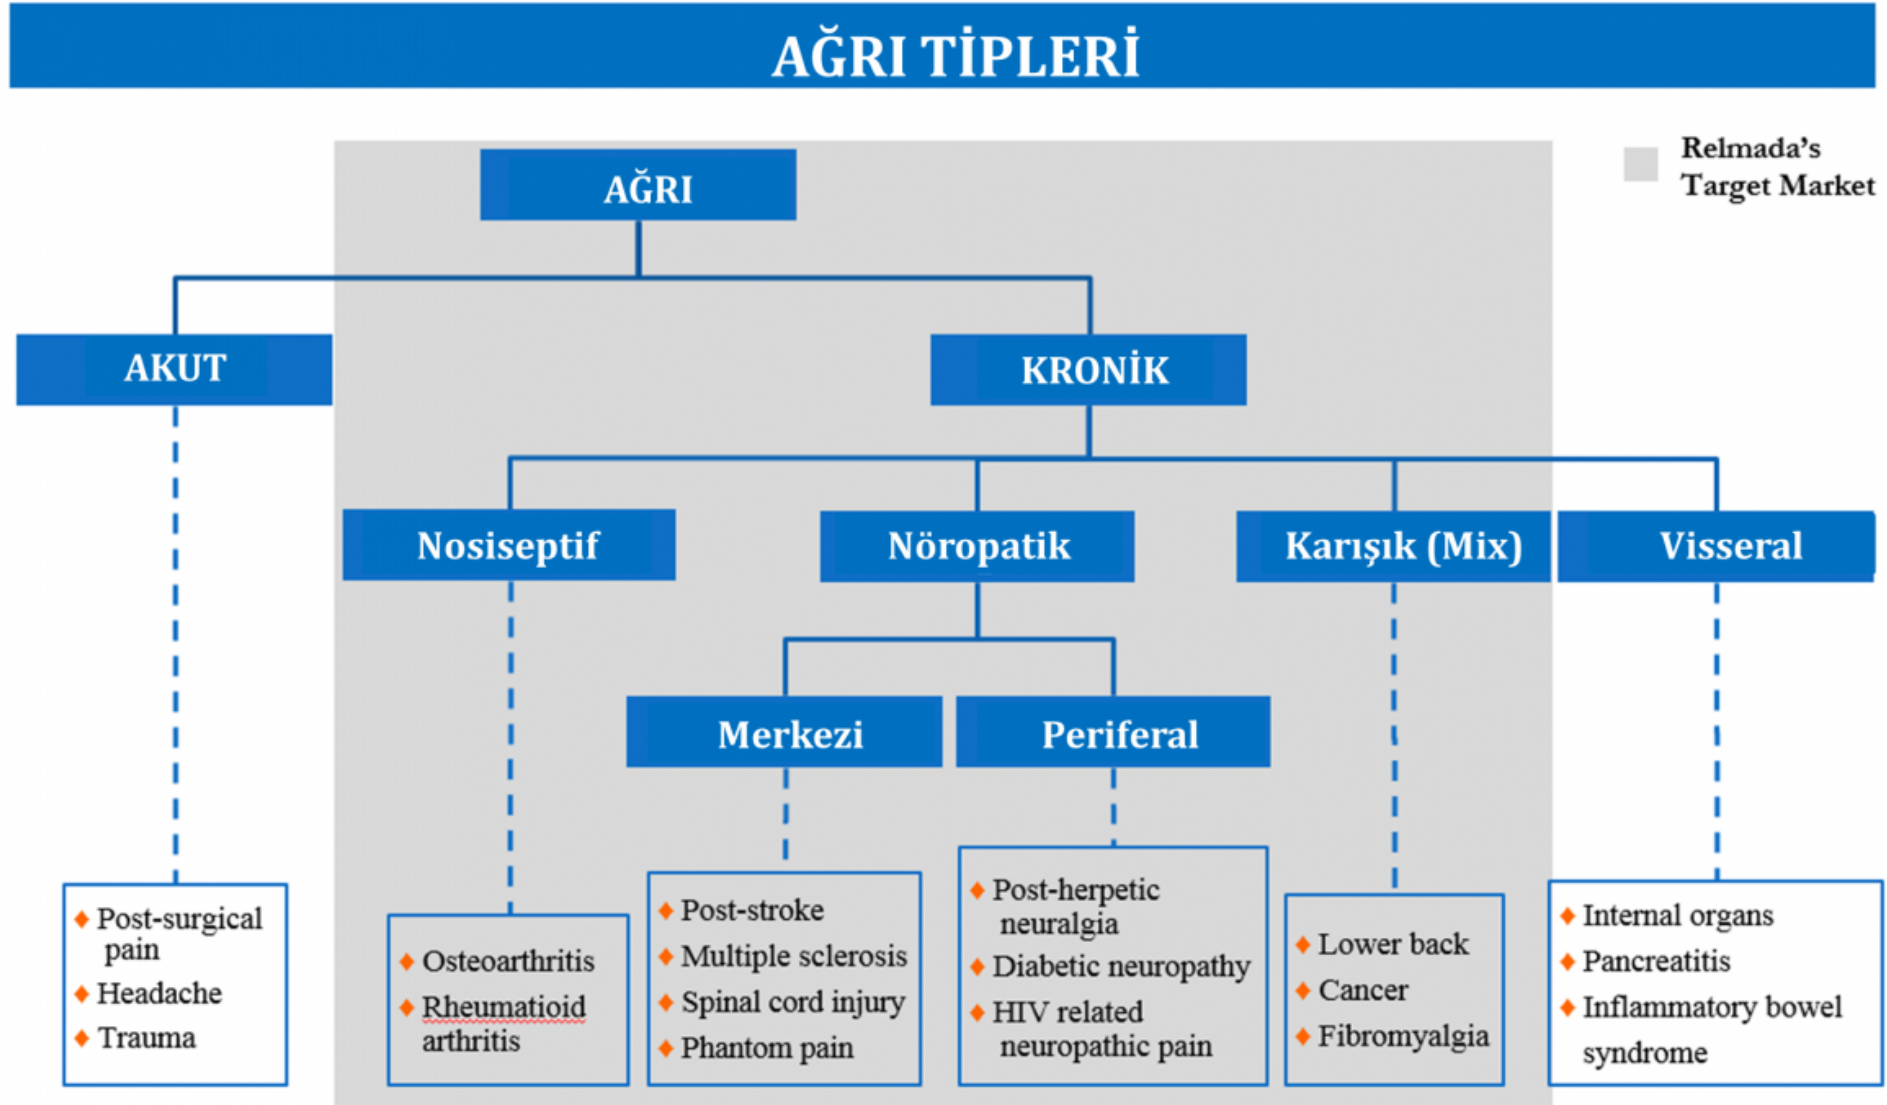 AĞRI TİPLERİ
Relmada's
Target Market
AĞRI
AKUT
KRONİK
Nosiseptif
Nöropatik
Karışık (Mix)
Visseral
Merkezi
Periferal
Post-surgical
pain
Headache
Trauma
Osteoarthritis
Rheumatioid
arthritis
Post-stroke
Multiple sclerosis
Spinal cord injury
Phantom pain
Post-herpetic
neuralgia
Diabetic neuropathy
HIV related
neuropathic pain
Lower back
Cancer
Fibromyalgia
Internal organs
Pancreatitis
Inflammatory bowel
syndrome